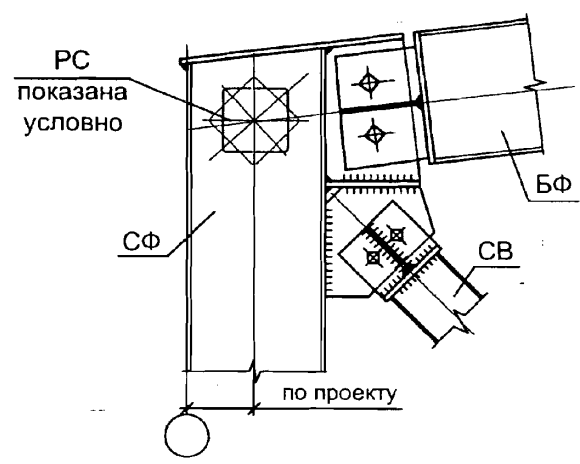 РС
показана
условно
БФ
СФ
СВ
по проекту